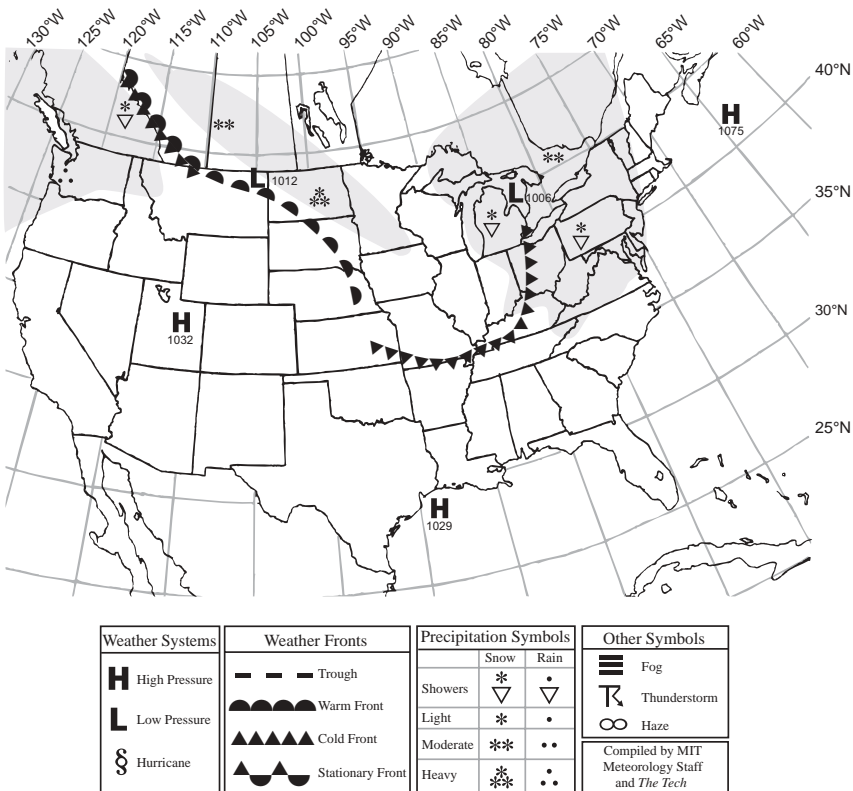 130°W 125°W 120°W 115°W 110°W 105°W 100°W 95°W 90°W 85°W 80°W 75°W 70°W 65°W 60°W
40°N
35°N
30°N
25°N
H
1075
L 1012
L 1006
H
1032
H
1029
Weather Systems
H High Pressure
L Low Pressure
§ Hurricane
Weather Fronts
Trough
Warm Front
Cold Front
Stationary Front
Precipitation Symbols
Snow Rain
Showers
Light
Moderate
Heavy
Other Symbols
Fog
Thunderstorm
Haze
Compiled by MIT
Meteorology Staff
and The Tech